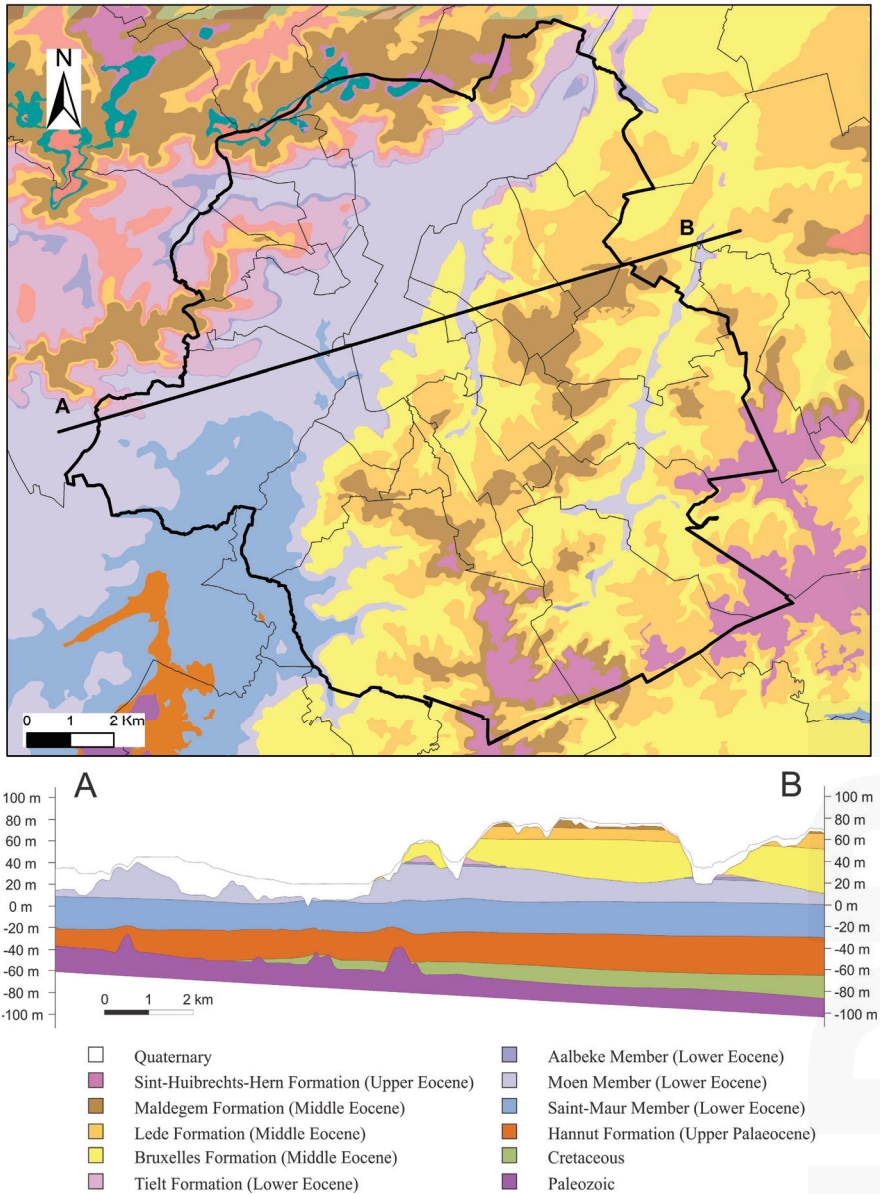 N
A
B
0 1 2 Km
A B
100 m 100 m
80 m 80 m
60 m 60 m
40 m 40 m
20 m 20 m
0 m 0 m
-20 m -20 m
-40 m -40 m
-60 m -60 m
-80 m -80 m
-100 m -100 m
0 1 2 km
Quaternary
Sint-Huibrechts-Hern Formation (Upper Eocene)
Maldegem Formation (Middle Eocene)
Lede Formation (Middle Eocene)
Bruxelles Formation (Middle Eocene)
Tielt Formation (Lower Eocene)
Aalbeke Member (Lower Eocene)
Moen Member (Lower Eocene)
Saint-Maur Member (Lower Eocene)
Hannut Formation (Upper Palaeocene)
Cretaceous
Paleozoic